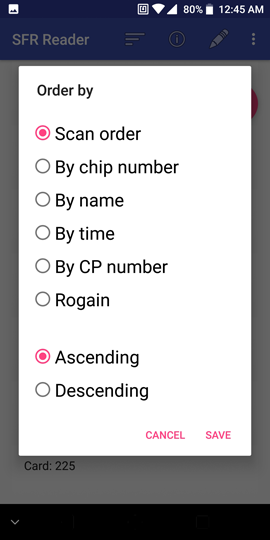 80% 12:45 AM
SFR Reader
Order by
Scan order
By chip number
By name
By time
By CP number
Rogain
Ascending
Descending
CANCEL SAVE
Card: 225